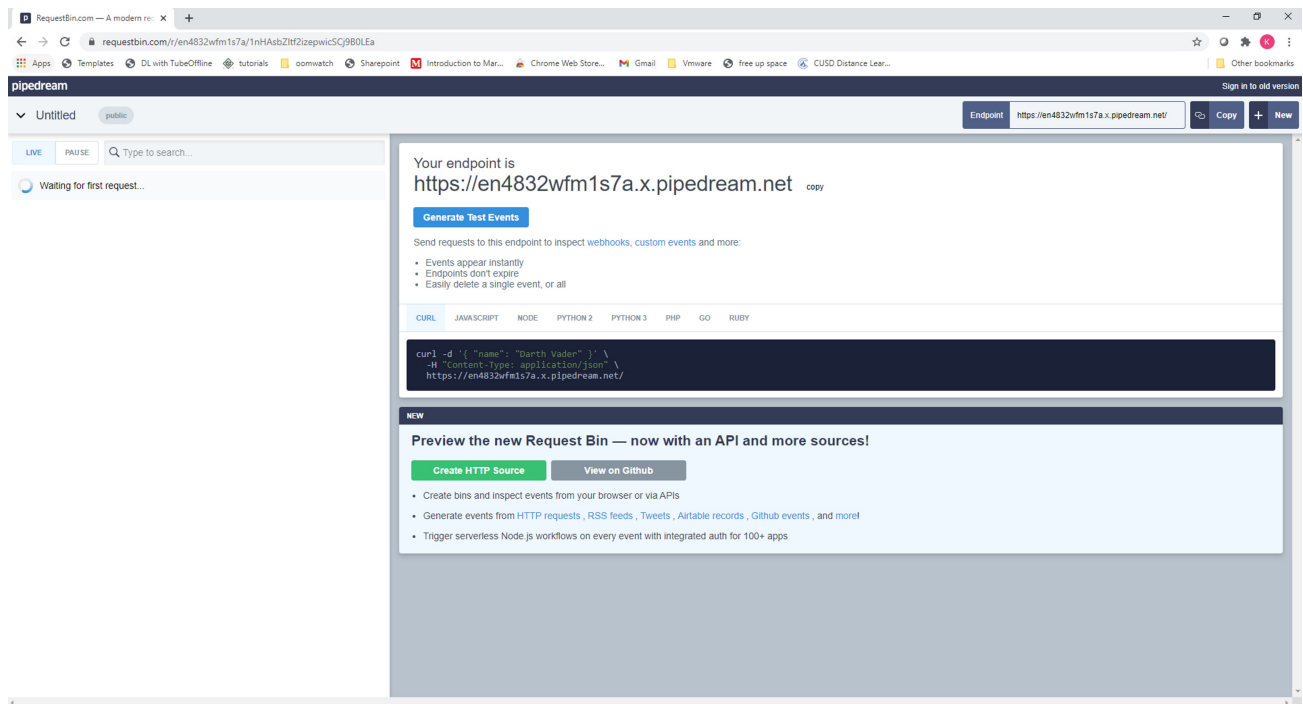 RequestBin.com — A modern rec
requestbin.com/r/en4832wfm1s7a/1nHAsbZItf2izepwicSCj9B0LEa
K
Apps Templates DL with TubeOffline tutorials oomwatch Sharepoint Introduction to Mar... Chrome Web Store... Gmail Vmware free up space CUSD Distance Lear... Other bookmarks
pipedream Sign in to old version
Untitled public Endpoint https://en4832wfm1s7a.x.pipedream.net/ Copy + New
LIVE PAUSE Type to search...
Waiting for first request...
Your endpoint is
https://en4832wfm1s7a.x.pipedream.net copy
Generate Test Events
Send requests to this endpoint to inspect webhooks, custom events and more:
• Events appear instantly
• Endpoints don't expire
• Easily delete a single event, or all
CURL JAVASCRIPT NODE PYTHON 2 PYTHON 3 PHP GO RUBY
curl -d '{ "name": "Darth Vader" }' \
-H "Content-Type: application/json" \
https://en4832wfm1s7a.x.pipedream.net/
NEW
Preview the new Request Bin — now with an API and more sources!
Create HTTP Source View on Github
• Create bins and inspect events from your browser or via APIs
• Generate events from HTTP requests , RSS feeds , Tweets , Airtable records , Github events , and more!
• Trigger serverless Node.js workflows on every event with integrated auth for 100+ apps